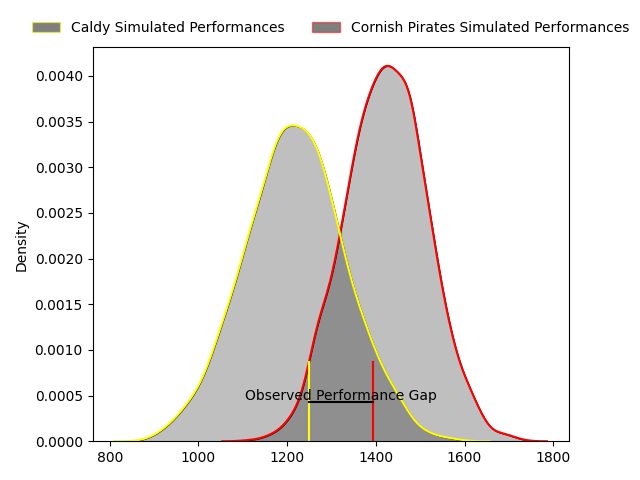 Caldy Simulated Performances
Cornish Pirates Simulated Performances
Density
0.0040
0.0035
0.0030
0.0025
0.0020
0.0015
0.0010
0.0005
0.0000
Observed Performance Gap
800 1000 1200 1400 1600 1800